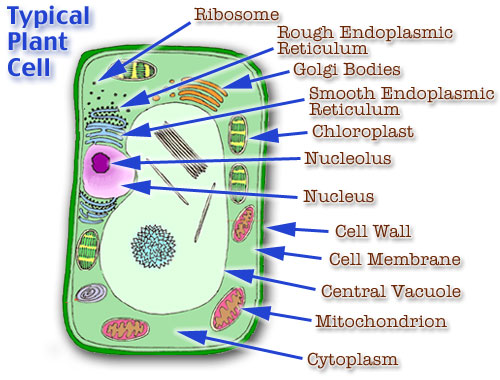 Typical
Plant
Cell
Ribosome
Rough Endoplasmic
Reticulum
Golgi Bodies
Smooth Endoplasmic
Reticulum
Chloroplast
Nucleolus
Nucleus
Cell Wall
Cell Membrane
Central Vacuole
Mitochondrion
Cytoplasm